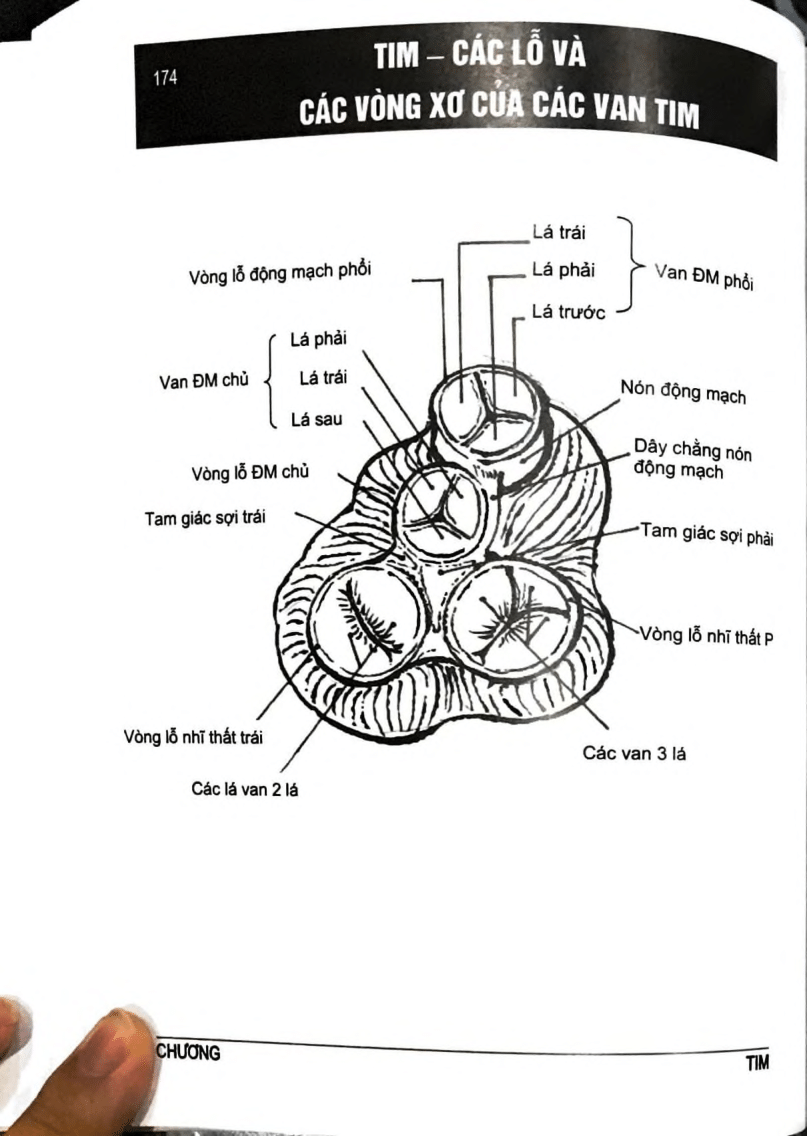 174
TIM – CÁC LỖ VÀ
CÁC VÒNG XƠ CỦA CÁC VAN TIM
Lá trái
Lá phải
Lá trước
Van ĐM phổi
Vòng lỗ động mạch phổi
Lá phải
Lá trái
Lá sau
Van ĐM chủ
Nón động mạch
Dây chằng nón
động mạch
Vòng lỗ ĐM chủ
Tam giác sợi trái
Tam giác sợi phải
Vòng lỗ nhĩ thất P
Vòng lỗ nhĩ thất trái
Các van 3 lá
Các lá van 2 lá
CHƯƠNG
TIM